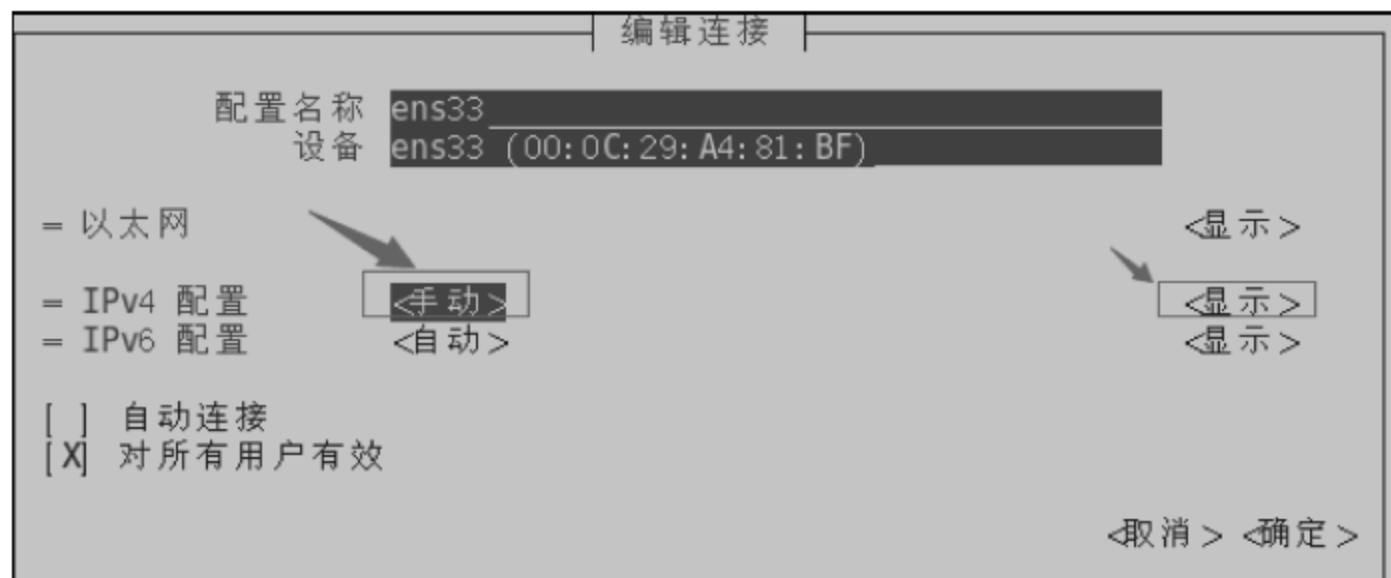 编辑连接
配置名称 ens33
设备 ens33 (00:0C:29:A4:81:BF)
= 以太网 <显示>
= IPv4 配置 <手动> <显示>
= IPv6 配置 <自动> <显示>
[ ] 自动连接
[X] 对所有用户有效
<取消> <确定>